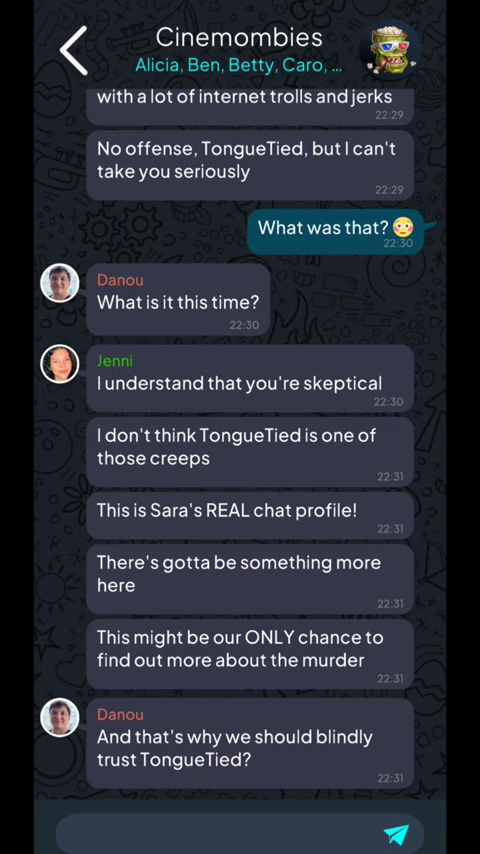 Cinemombies
Alicia, Ben, Betty, Caro, ...
with a lot of internet trolls and jerks
22:29
No offense, TongueTied, but I can't
take you seriously
22:29
What was that? 😳
22:30
Danou
What is it this time?
22:30
Jenni
I understand that you're skeptical
22:30
I don't think TongueTied is one of
those creeps
22:31
This is Sara's REAL chat profile!
22:31
There's gotta be something more
here
22:31
This might be our ONLY chance to
find out more about the murder
22:31
Danou
And that's why we should blindly
trust TongueTied?
22:31